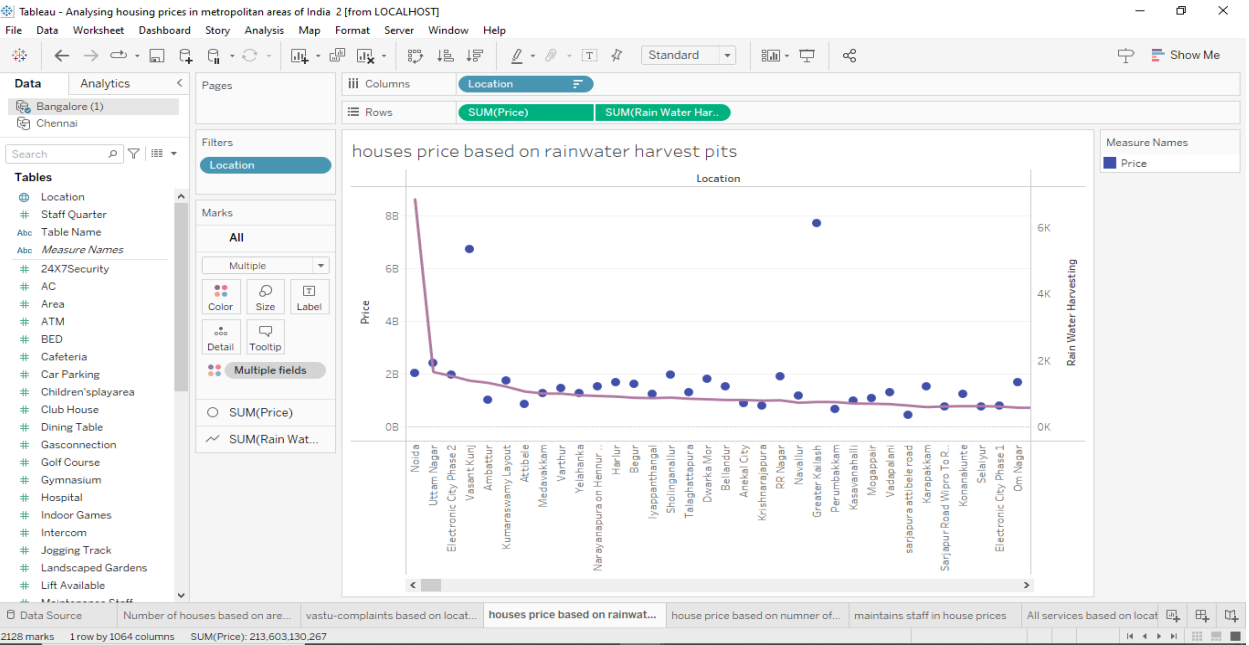 Tableau - Analysing housing prices in metropolitan areas of India 2 [from LOCALHOST]
File Data Worksheet Dashboard Story Analysis Map Format Server Window Help
Standard
Show Me
Data Analytics
Bangalore (1)
Chennai
Search
Tables
Location
Staff Quarter
Abc Table Name
Abc Measure Names
24X7Security
AC
Area
ATM
BED
Cafeteria
Car Parking
Children'splayarea
Club House
Dining Table
Gasconnection
Golf Course
Gymnasium
Hospital
Indoor Games
Intercom
Jogging Track
Landscaped Gardens
Lift Available
Maintenance Staff
Pages
Filters
Location
Marks
All
Multiple
Color Size Label
Detail Tooltip
Multiple fields
SUM(Price)
SUM(Rain Wat...
Columns Location
Rows SUM(Price) SUM(Rain Water Har..
houses price based on rainwater harvest pits
Location
Price
8B
6B
4B
2B
0B
6K
4K
2K
0K
Rain Water Harvesting
Noida
Uttam Nagar
Electronic City Phase 2
Vasant Kunj
Ambattur
Kumaraswamy Layout
Attibele
Medavakkam
Varthur
Yelahanka
Narayanapura on Hennur ..
Harlur
Begur
Iyappanthangal
Sholinganallur
Talaghattapura
Dwarka Mor
Bellandur
Anekal City
Krishnarajapura
RR Nagar
Navallur
Greater Kailash
Perumbakkam
Kasavanahalli
Mogappair
Vadapalani
sarjapura attibele road
Karapakkam
Sarjapur Road Wipro To R..
Konanakunte
Selaiyur
Electronic City Phase 1
Om Nagar
Measure Names
Price
Data Source Number of houses based on are... vastu-complaints based on locat... houses price based on rainwat... house price based on numner of... maintains staff in house prices All services based on locat
2128 marks 1 row by 1064 columns SUM(Price): 213,603,130,267